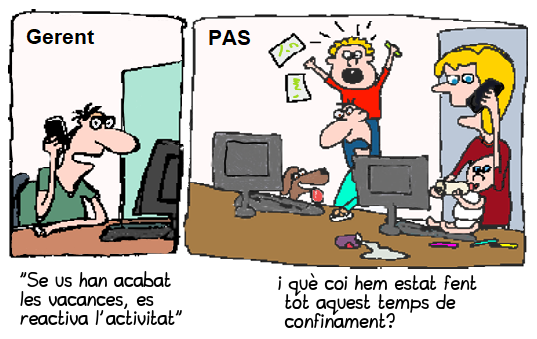 Gerent
PAS
"Se us han acabat
les vacances, es
reactiva l'activitat"
i què coi hem estat fent
tot aquest temps de
confinament?